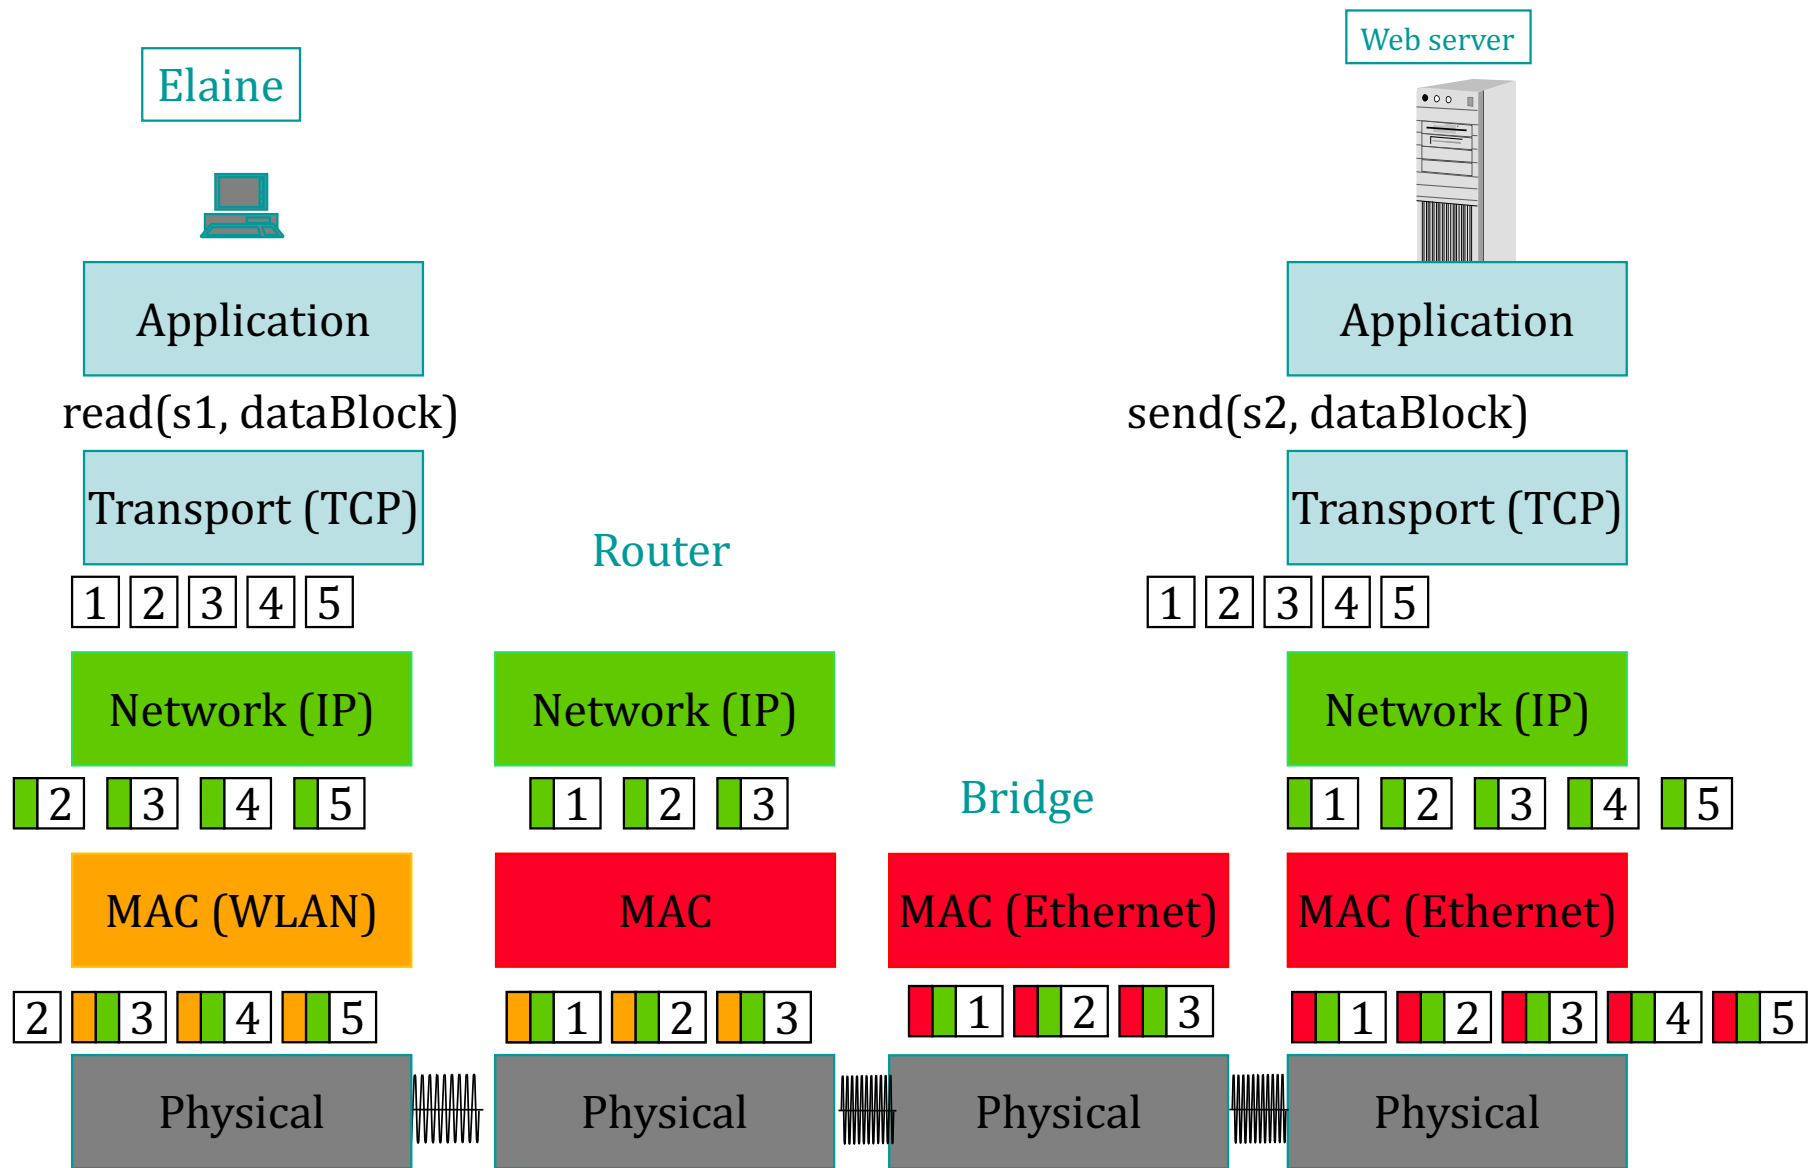 Web server
Elaine
Application
Application
read(s1, dataBlock)
send(s2, dataBlock)
Transport (TCP)
Transport (TCP)
Router
1 2 3 4 5
1 2 3 4 5
Network (IP)
Network (IP)
Network (IP)
2 3 4 5
1 2 3
Bridge
1 2 3 4 5
MAC (WLAN)
MAC
MAC (Ethernet)
MAC (Ethernet)
2 3 4 5
1 2 3
1 2 3
1 2 3 4 5
Physical
Physical
Physical
Physical